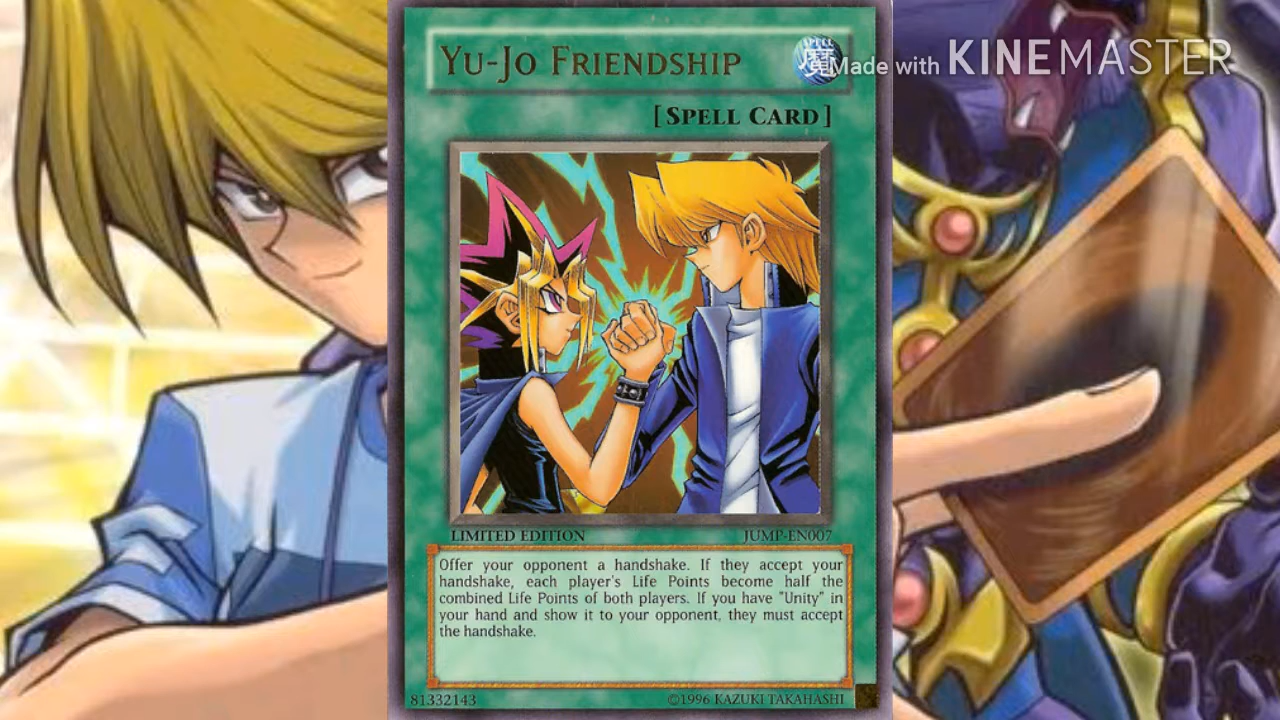 Yu-Jo Friendship
SPELL
魔
Made with KINEMASTER
[Spell Card]
LIMITED EDITION
JUMP-EN007
Offer your opponent a handshake. If they accept your
handshake, each player's Life Points become half the
combined Life Points of both players. If you have "Unity" in
your hand and show it to your opponent, they must accept
the handshake.
81332143
©1996 KAZUKI TAKAHASHI